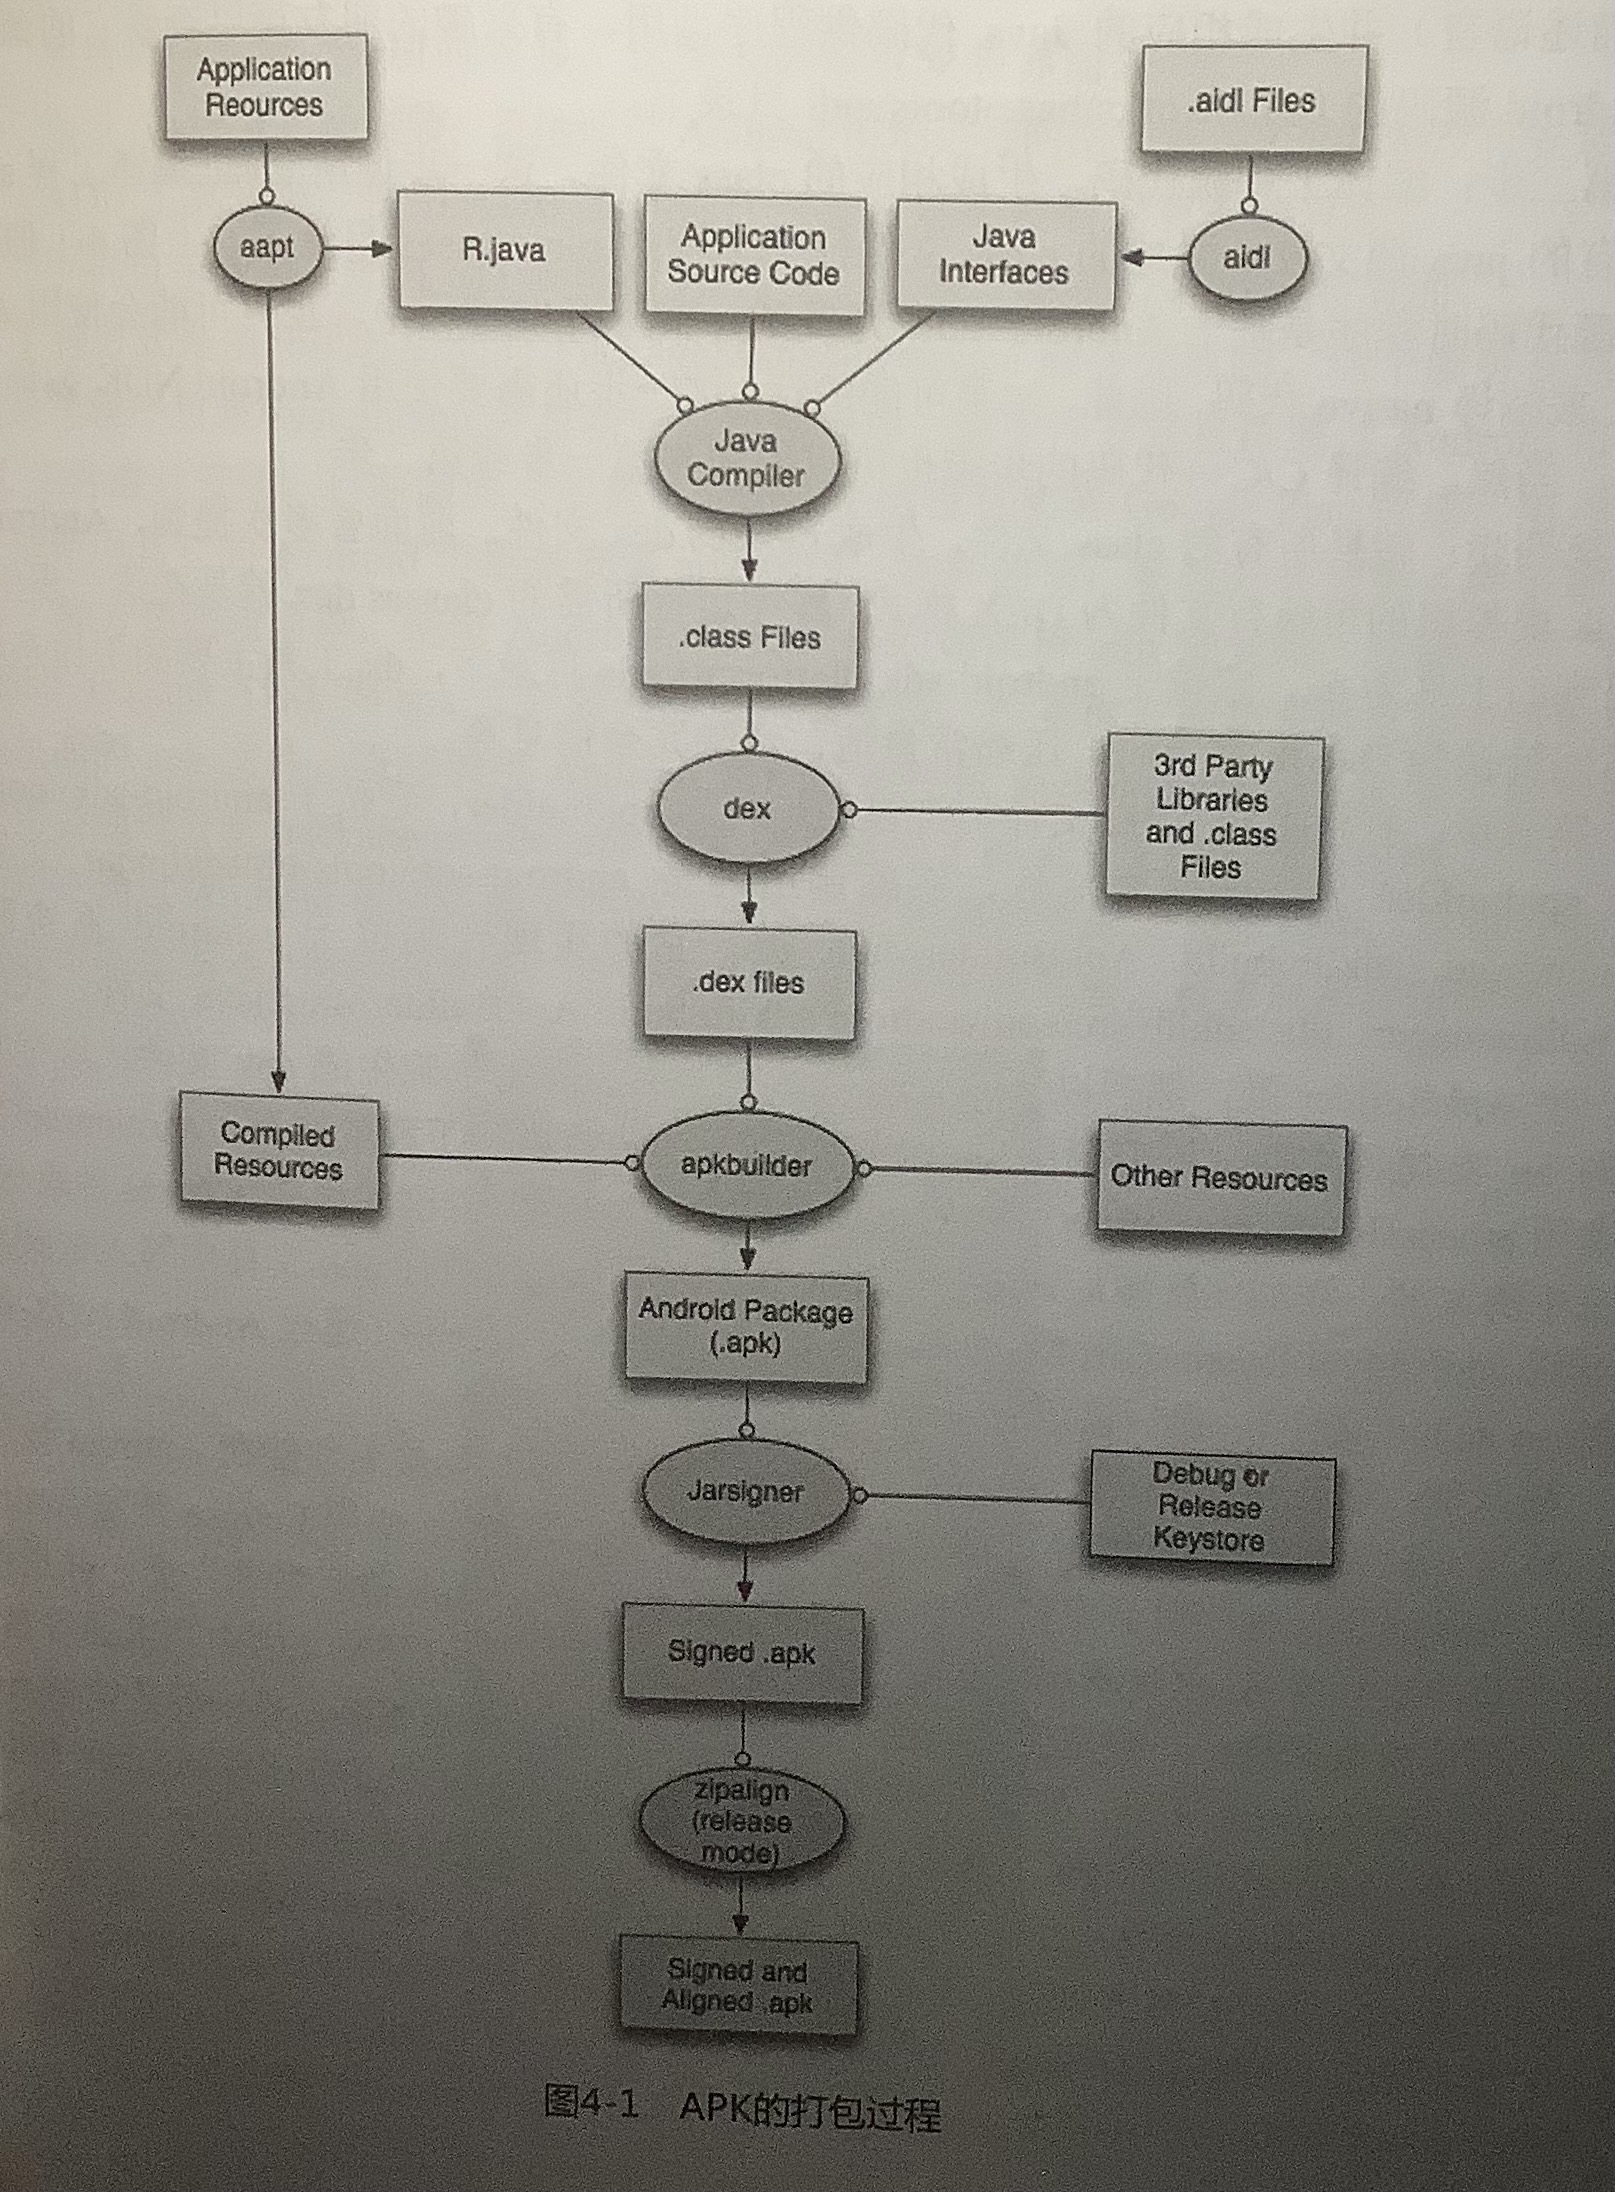 Application
Reources
.aidl Files
aapt
R.java
Application
Source Code
Java
Interfaces
aidl
Java
Compiler
.class Files
dex
3rd Party
Libraries
and .class
Files
.dex files
Compiled
Resources
apkbuilder
Other Resources
Android Package
(.apk)
Jarsigner
Debug or
Release
Keystore
Signed .apk
zipalign
(release
mode)
Signed and
Aligned .apk
图4-1 APK的打包过程